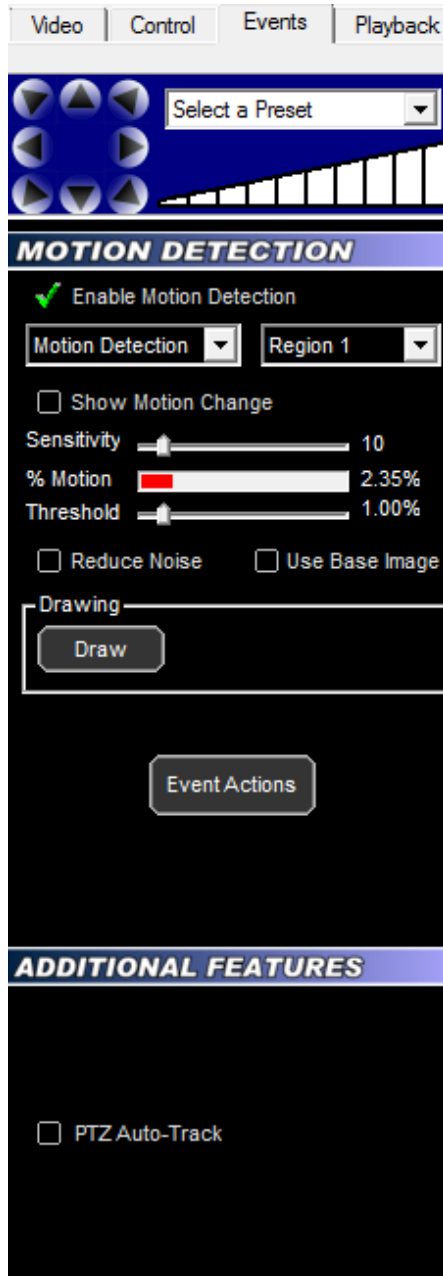 Video Control Events Playback
Select a Preset
MOTION DETECTION
Enable Motion Detection
Motion Detection Region 1
Show Motion Change
Sensitivity 10
% Motion 2.35%
Threshold 1.00%
Reduce Noise Use Base Image
Drawing
Draw
Event Actions
ADDITIONAL FEATURES
PTZ Auto-Track